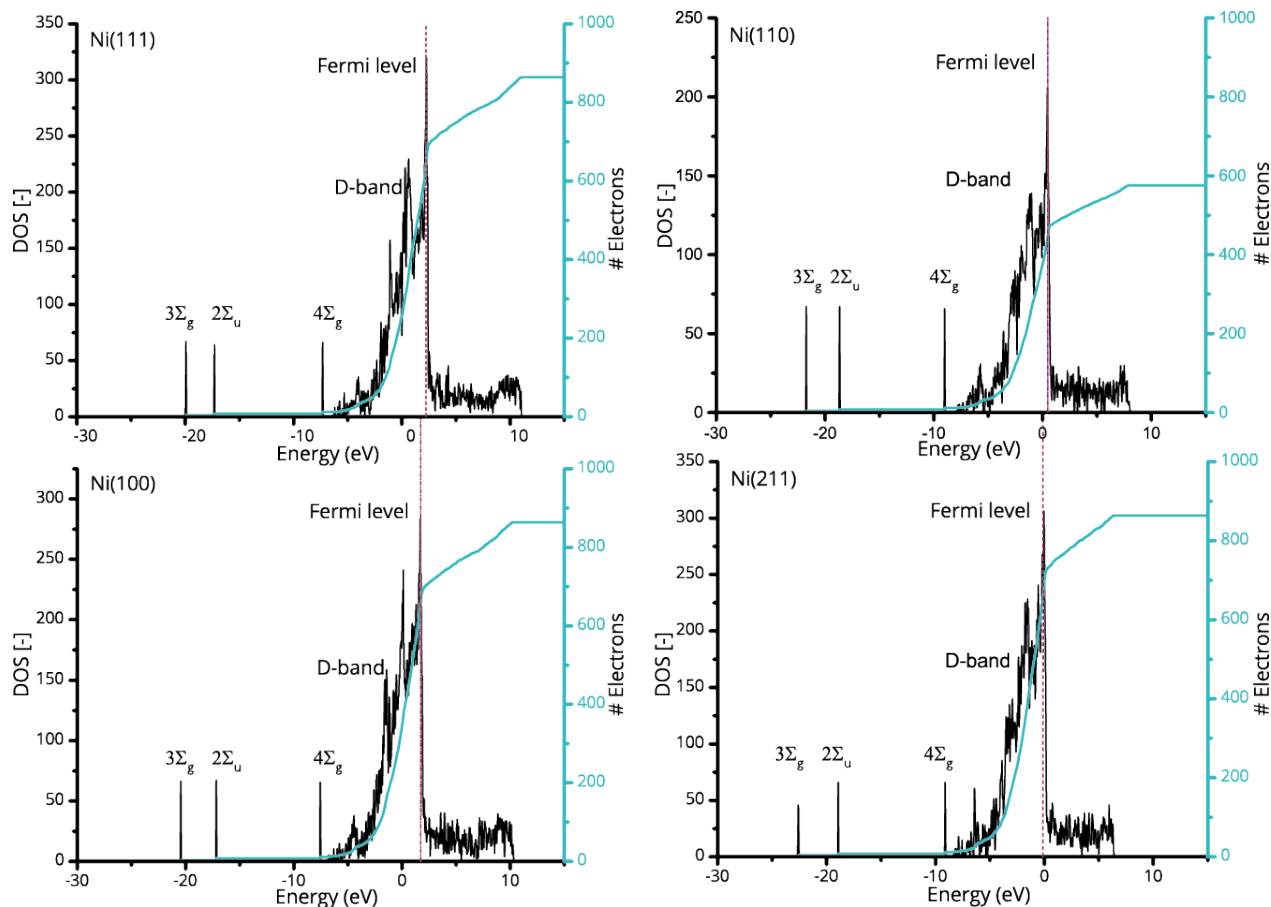 Ni(111)
Fermi level
D-band
3Σg 2Σu 4Σg
DOS [-]
350
300
250
200
150
100
50
0
1000
800
600
400
200
0
# Electrons
-30 -20 -10 0 10
Energy (eV)
Ni(110)
Fermi level
D-band
3Σg 2Σu 4Σg
DOS [-]
250
200
150
100
50
0
1000
800
600
400
200
0
# Electrons
-30 -20 -10 0 10
Energy (eV)
Ni(100)
Fermi level
D-band
3Σg 2Σu 4Σg
DOS [-]
300
250
200
150
100
50
0
1000
800
600
400
200
0
# Electrons
-30 -20 -10 0 10
Energy (eV)
Ni(211)
Fermi level
D-band
3Σg 2Σu 4Σg
DOS [-]
350
300
250
200
150
100
50
0
1000
800
600
400
200
0
# Electrons
-30 -20 -10 0 10
Energy (eV)